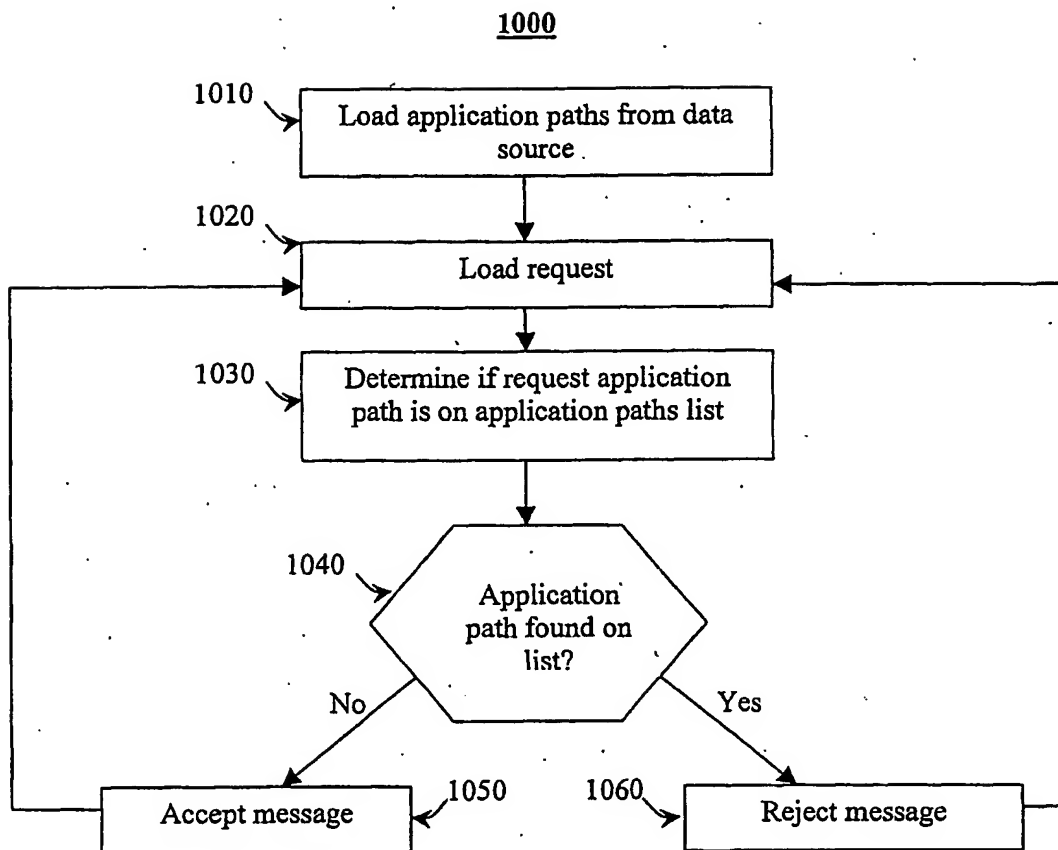 1000
1010
Load application paths from data
source
1020
Load request
1030
Determine if request application
path is on application paths list
1040
Application
path found on
list?
No
Yes
Accept message
1050
1060
Reject message